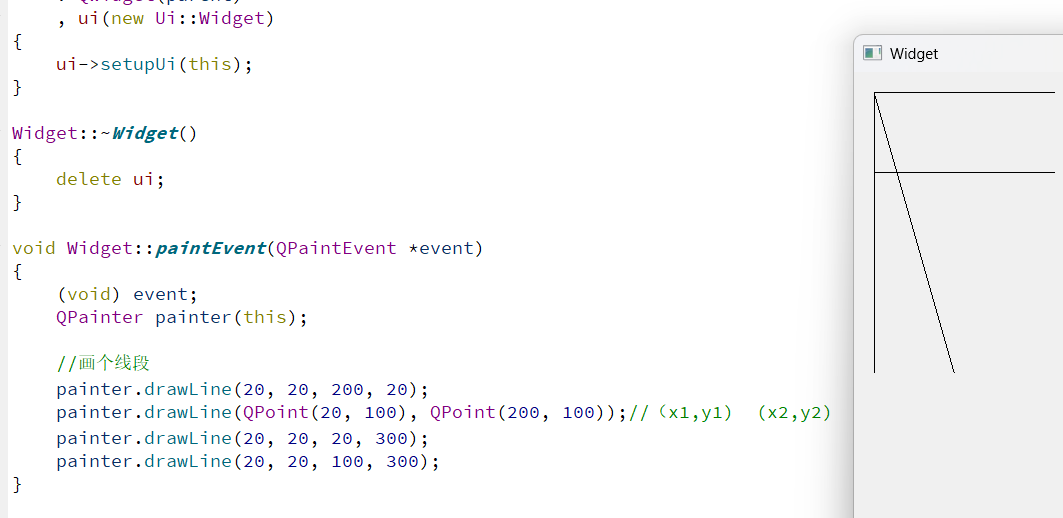 , ui(new Ui::Widget)
{
    ui->setupUi(this);
}
Widget::~Widget()
{
    delete ui;
}
void Widget::paintEvent(QPaintEvent *event)
{
    (void) event;
    QPainter painter(this);
    //画个线段
    painter.drawLine(20, 20, 200, 20);
    painter.drawLine(QPoint(20, 100), QPoint(200, 100));//（x1,y1） (x2,y2)
    painter.drawLine(20, 20, 20, 300);
    painter.drawLine(20, 20, 100, 300);
}
Widget